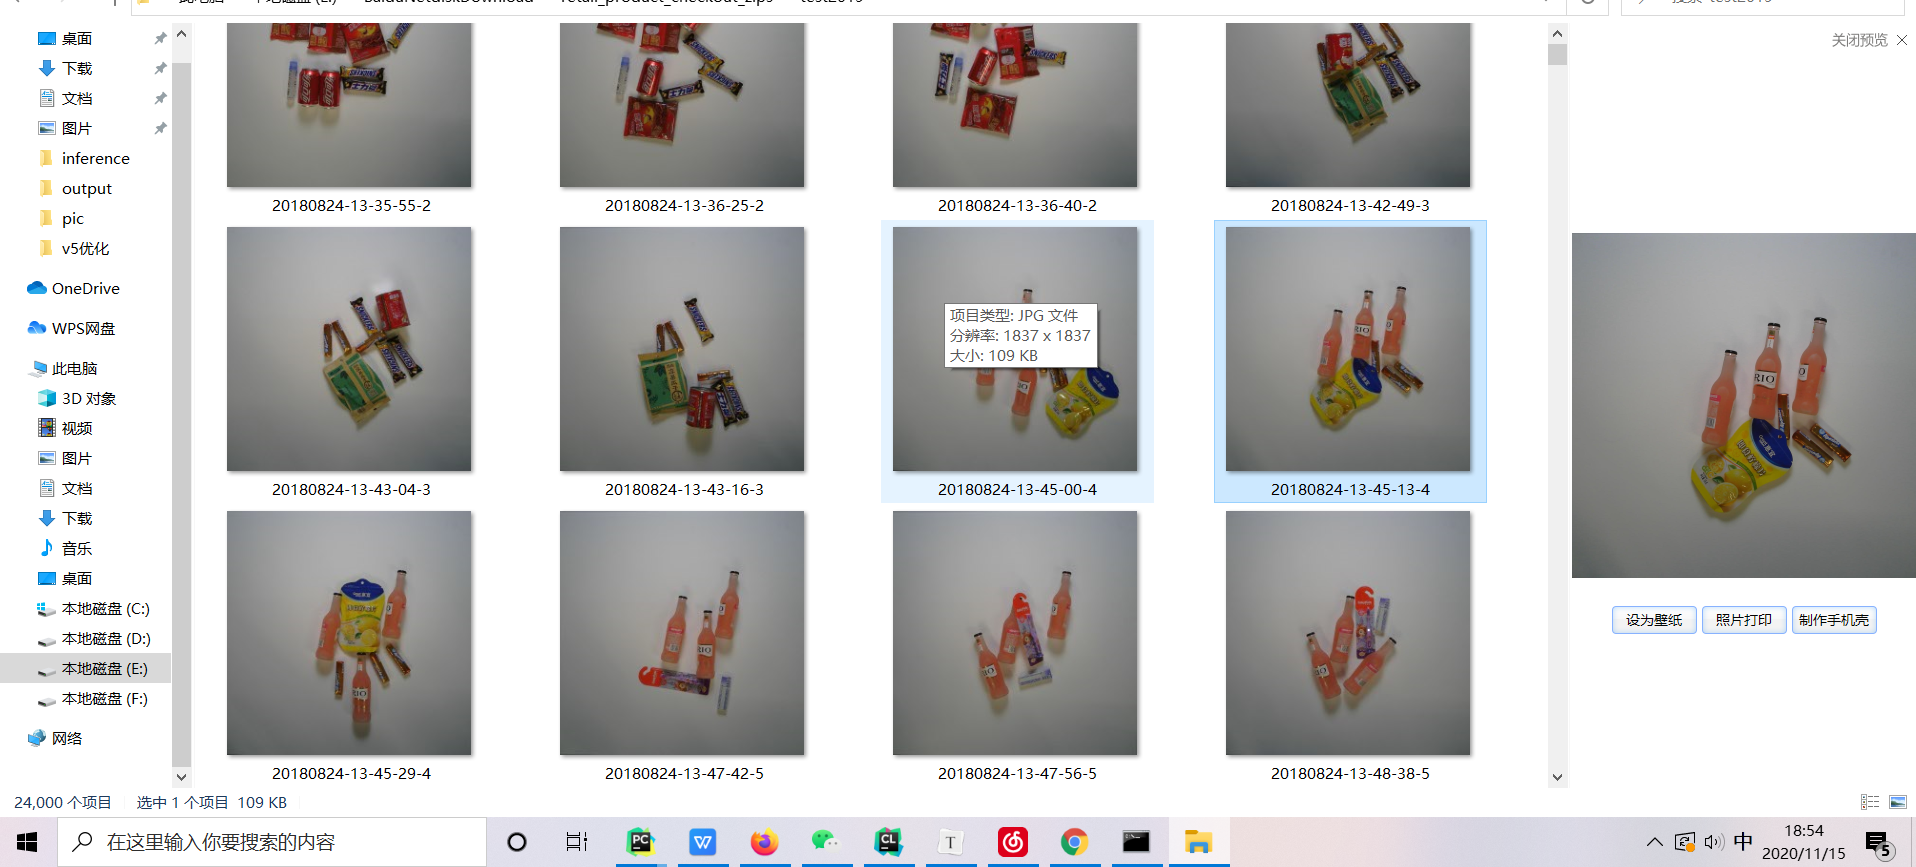 桌面
下载
文档
图片
inference
output
pic
v5优化
OneDrive
WPS网盘
此电脑
3D 对象
视频
图片
文档
下载
音乐
桌面
本地磁盘 (C:)
本地磁盘 (D:)
本地磁盘 (E:)
本地磁盘 (F:)
网络
20180824-13-35-55-2
20180824-13-36-25-2
20180824-13-36-40-2
20180824-13-42-49-3
20180824-13-43-04-3
20180824-13-43-16-3
20180824-13-45-00-4
20180824-13-45-13-4
项目类型: JPG 文件
分辨率: 1837 x 1837
大小: 109 KB
20180824-13-45-29-4
20180824-13-47-42-5
20180824-13-47-56-5
20180824-13-48-38-5
关闭预览
RIO
设为壁纸 照片打印 制作手机壳
24,000 个项目 选中 1 个项目 109 KB
在这里输入你要搜索的内容
PC
W
CL
T
中
18:54
2020/11/15
5